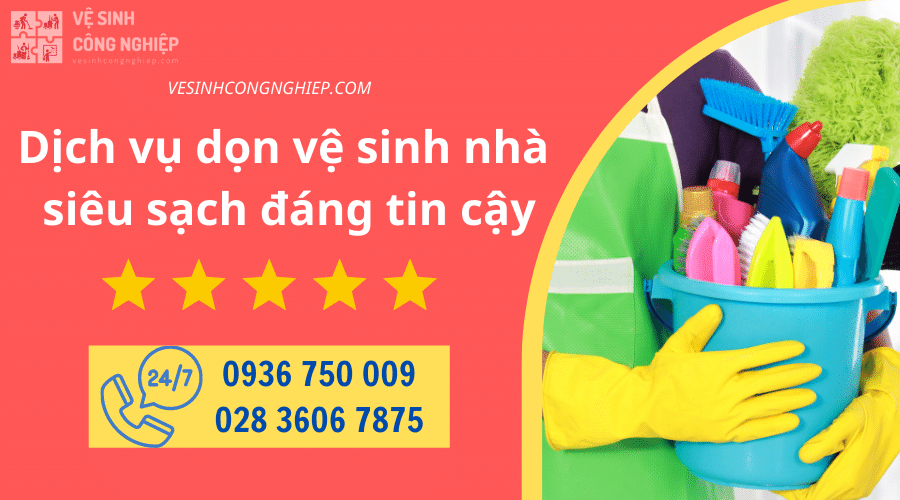 VỆ SINH
CÔNG NGHIỆP
vesinhcongnghiep.com
VESINHCONGNGHIEP.COM
Dịch vụ dọn vệ sinh nhà
siêu sạch đáng tin cậy
24/7
0936 750 009
028 3606 7875